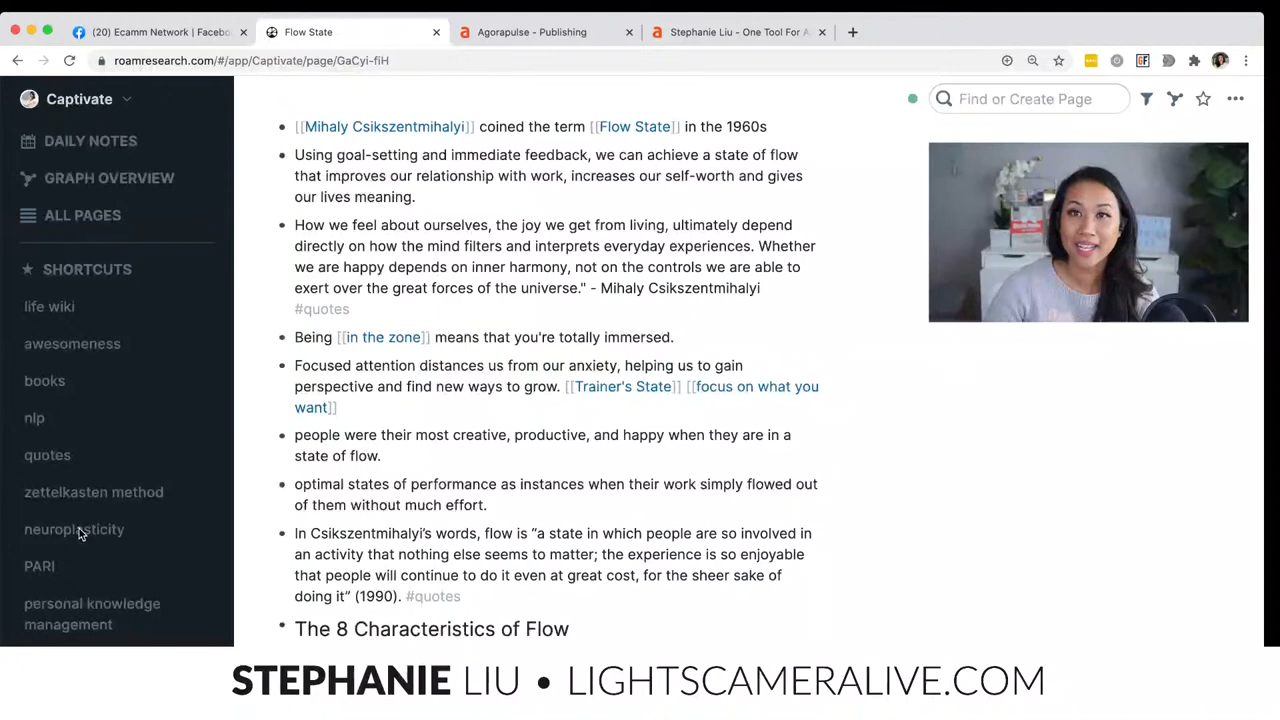 (20) Ecamm Network | Facebo
Flow State
Agorapulse - Publishing
Stephanie Liu - One Tool For A
roamresearch.com/#/app/Captivate/page/GaCyi-fiH
GF
Captivate
DAILY NOTES
GRAPH OVERVIEW
ALL PAGES
SHORTCUTS
life wiki
awesomeness
books
nlp
quotes
zettelkasten method
neuroplasticity
PARI
personal knowledge
management
Find or Create Page
[[Mihaly Csikszentmihalyi]] coined the term [[Flow State]] in the 1960s
Using goal-setting and immediate feedback, we can achieve a state of flow
that improves our relationship with work, increases our self-worth and gives
our lives meaning.
How we feel about ourselves, the joy we get from living, ultimately depend
directly on how the mind filters and interprets everyday experiences. Whether
we are happy depends on inner harmony, not on the controls we are able to
exert over the great forces of the universe." - Mihaly Csikszentmihalyi
#quotes
Being [[in the zone]] means that you're totally immersed.
Focused attention distances us from our anxiety, helping us to gain
perspective and find new ways to grow. [[Trainer's State]] [[focus on what you
want]]
people were their most creative, productive, and happy when they are in a
state of flow.
optimal states of performance as instances when their work simply flowed out
of them without much effort.
In Csikszentmihalyi’s words, flow is “a state in which people are so involved in
an activity that nothing else seems to matter; the experience is so enjoyable
that people will continue to do it even at great cost, for the sheer sake of
doing it” (1990). #quotes
The 8 Characteristics of Flow
STEPHANIE LIU • LIGHTSCAMERALIVE.COM